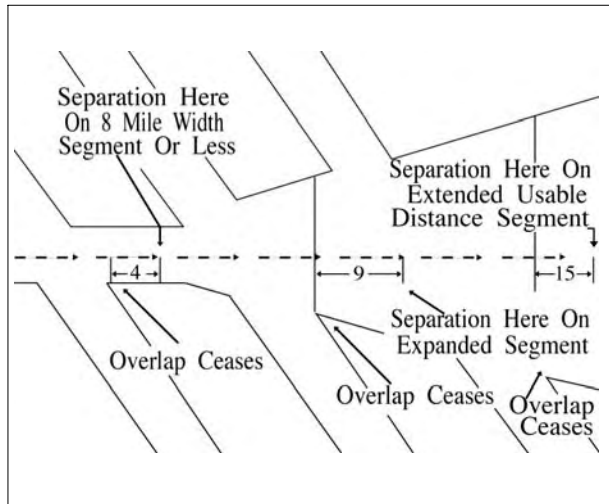 Separation Here
On 8 Mile Width
Segment Or Less
Separation Here On
Extended Usable
Distance Segment
4
9
15
Overlap Ceases
Separation Here On
Expanded Segment
Overlap Ceases
Overlap
Ceases